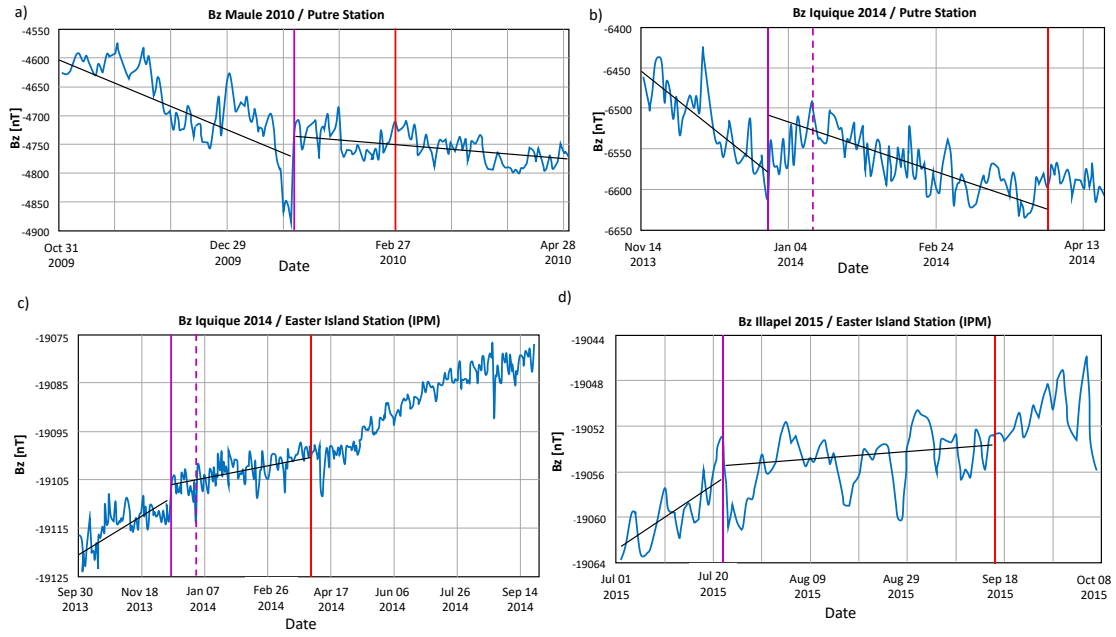 a)
Bz Maule 2010 / Putre Station
-4550
-4600
-4650
-4700
-4750
-4800
-4850
-4900
Bz [nT]
Oct 31 Dec 29 Feb 27 Apr 28
2009 2009 2010 2010
Date
b)
Bz Iquique 2014 / Putre Station
-6400
-6450
-6500
-6550
-6600
-6650
Bz [nT]
Nov 14 Jan 04 Feb 24 Apr 13
2013 2014 2014 2014
Date
c)
Bz Iquique 2014 / Easter Island Station (IPM)
-19075
-19085
-19095
-19105
-19115
-19125
Bz [nT]
Sep 30 Nov 18 Jan 07 Feb 26 Apr 17 Jun 06 Jul 26 Sep 14
2013 2013 2014 2014 2014 2014 2014 2014
Date
d)
Bz Illapel 2015 / Easter Island Station (IPM)
-19044
-19048
-19052
-19056
-19060
-19064
Bz [nT]
Jul 01 Jul 20 Aug 09 Aug 29 Sep 18 Oct 08
2015 2015 2015 2015 2015 2015
Date